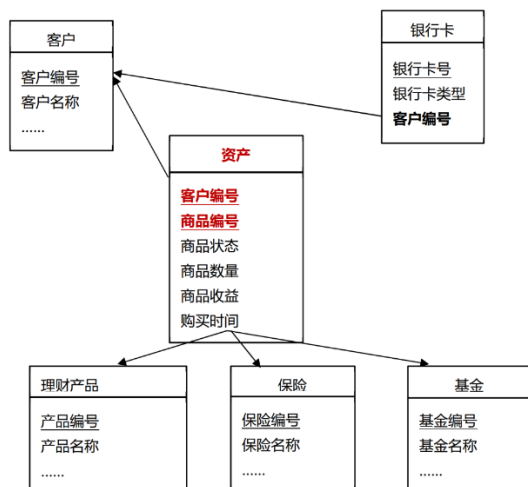 客户
客户编号
客户名称
......
银行卡
银行卡号
银行卡类型
客户编号
资产
客户编号
商品编号
商品状态
商品数量
商品收益
购买时间
理财产品
产品编号
产品名称
......
保险
保险编号
保险名称
......
基金
基金编号
基金名称
......